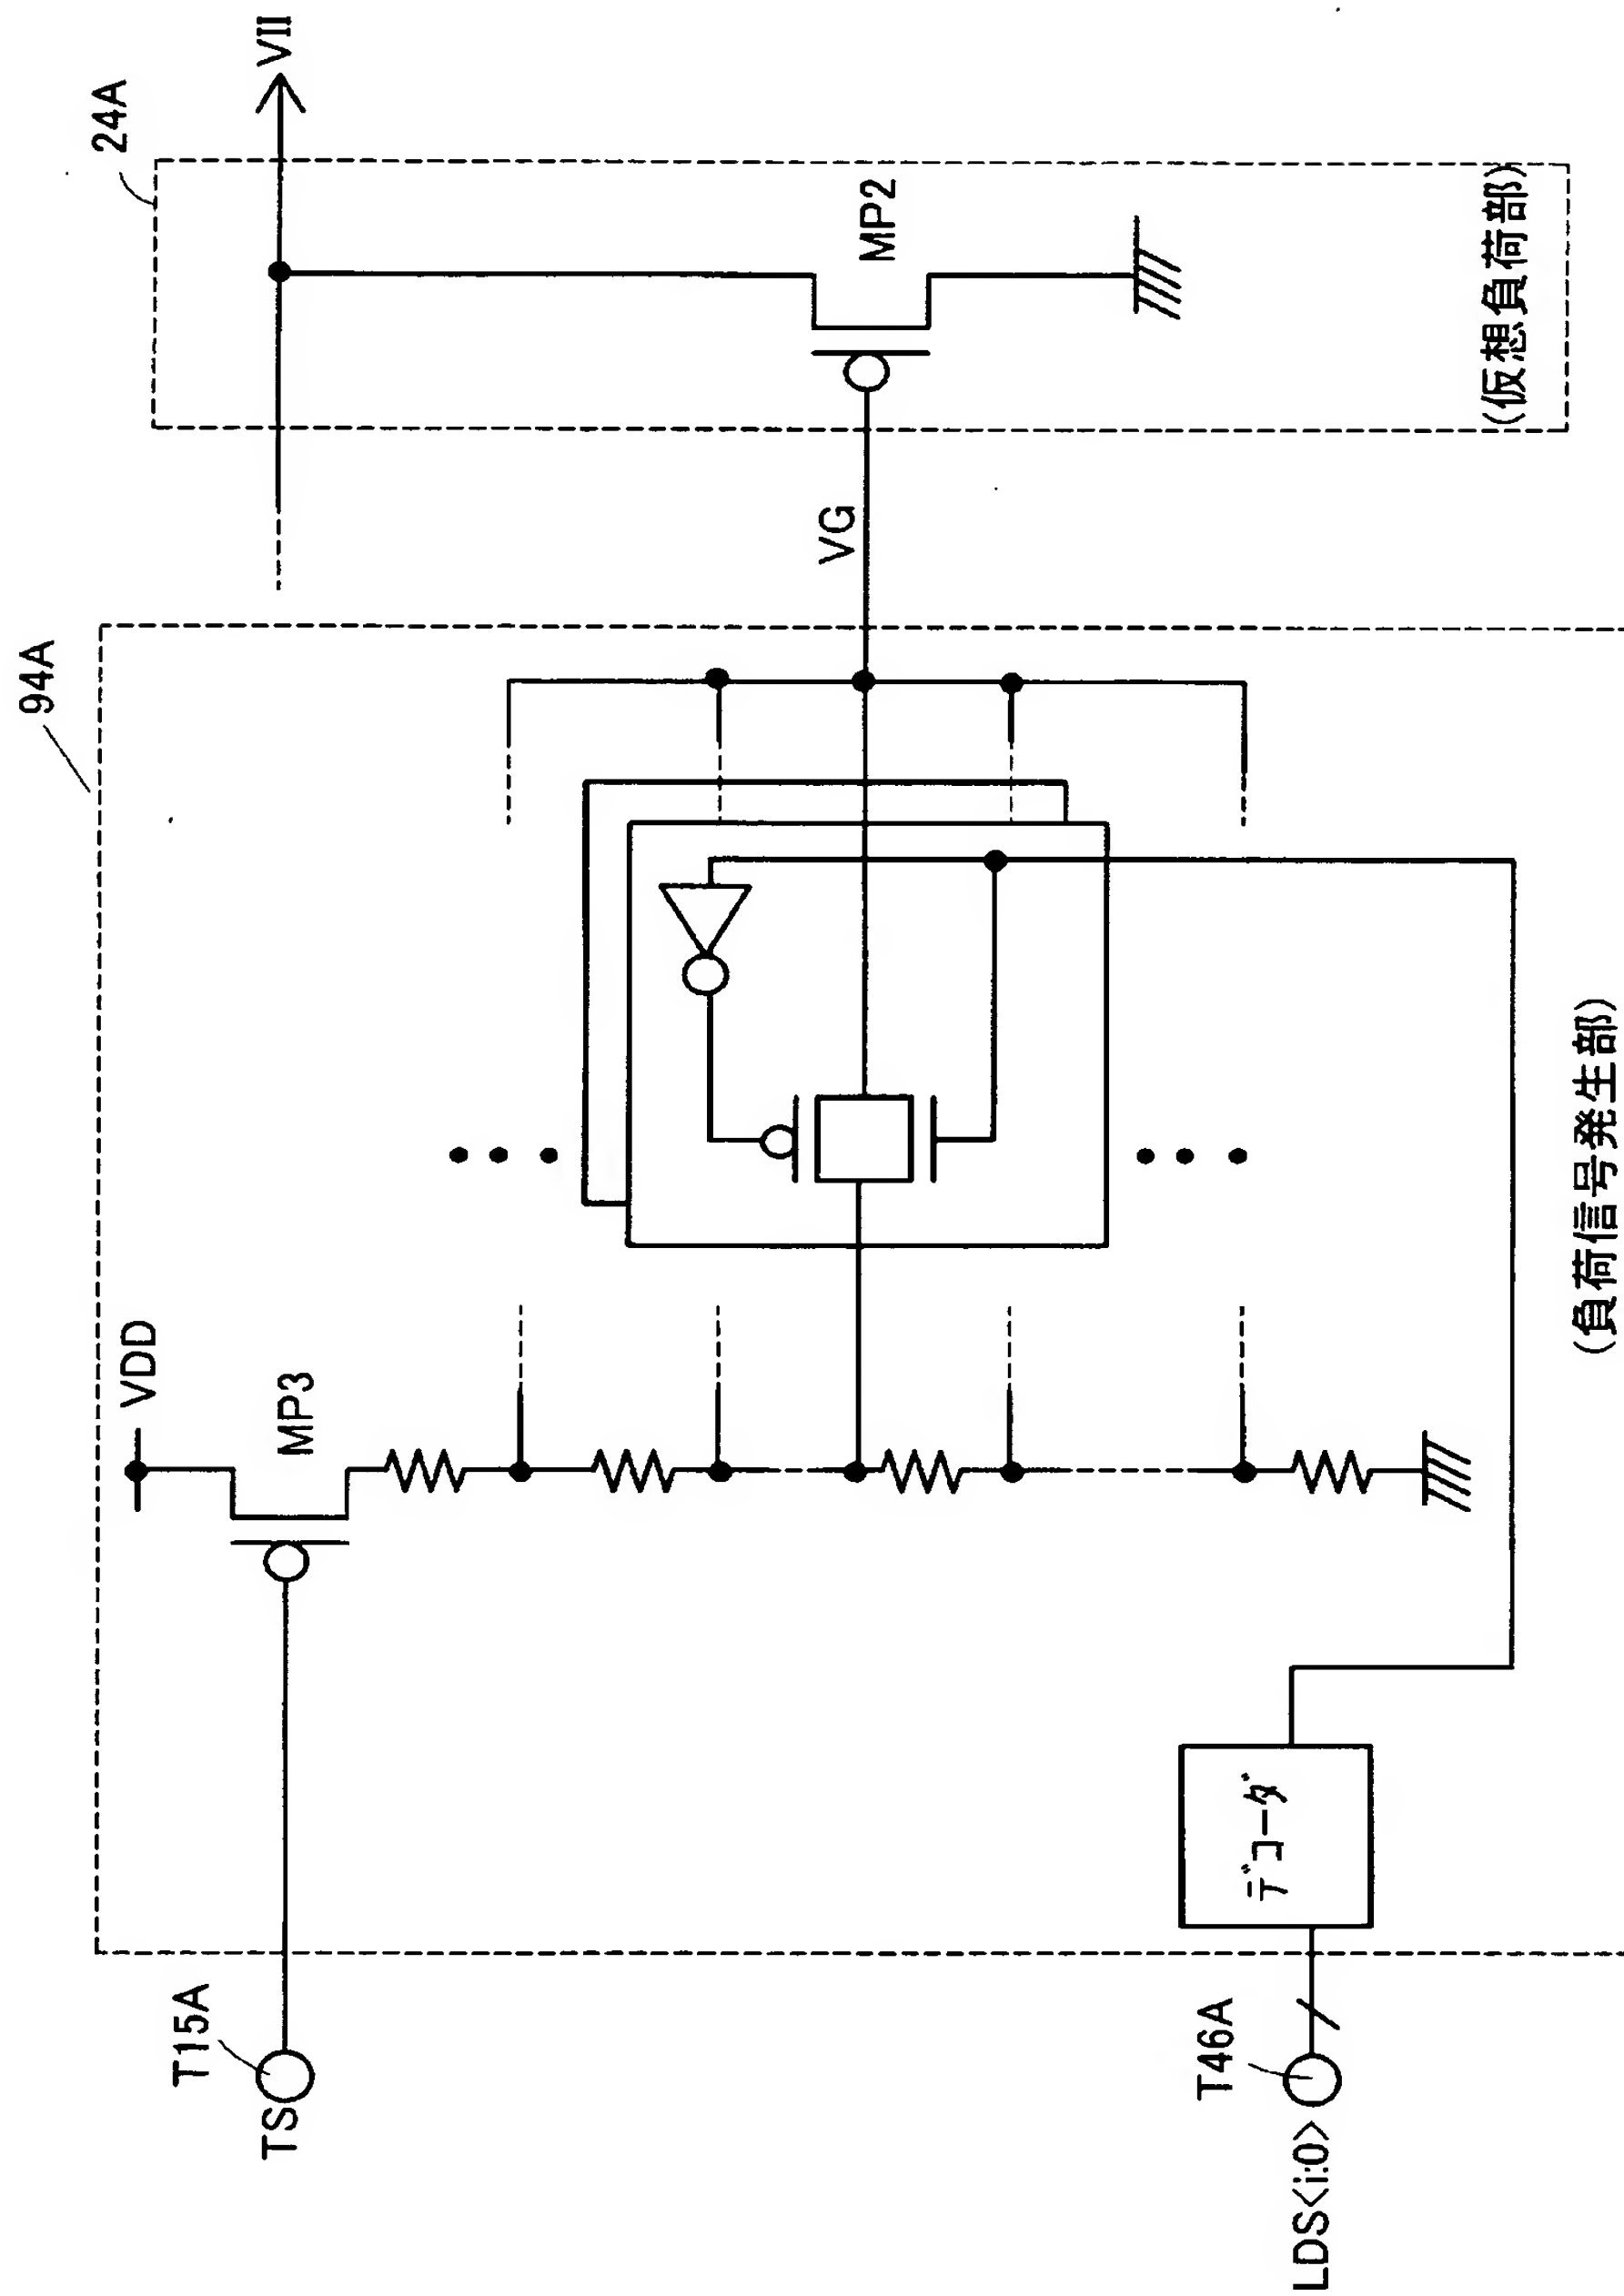 94A
24A
VDD
VII
MP3
T15A
TS
VG
MP2
デコーダ
T46A
LDS<i:0>
(仮想負荷部)
(負荷信号発生部)